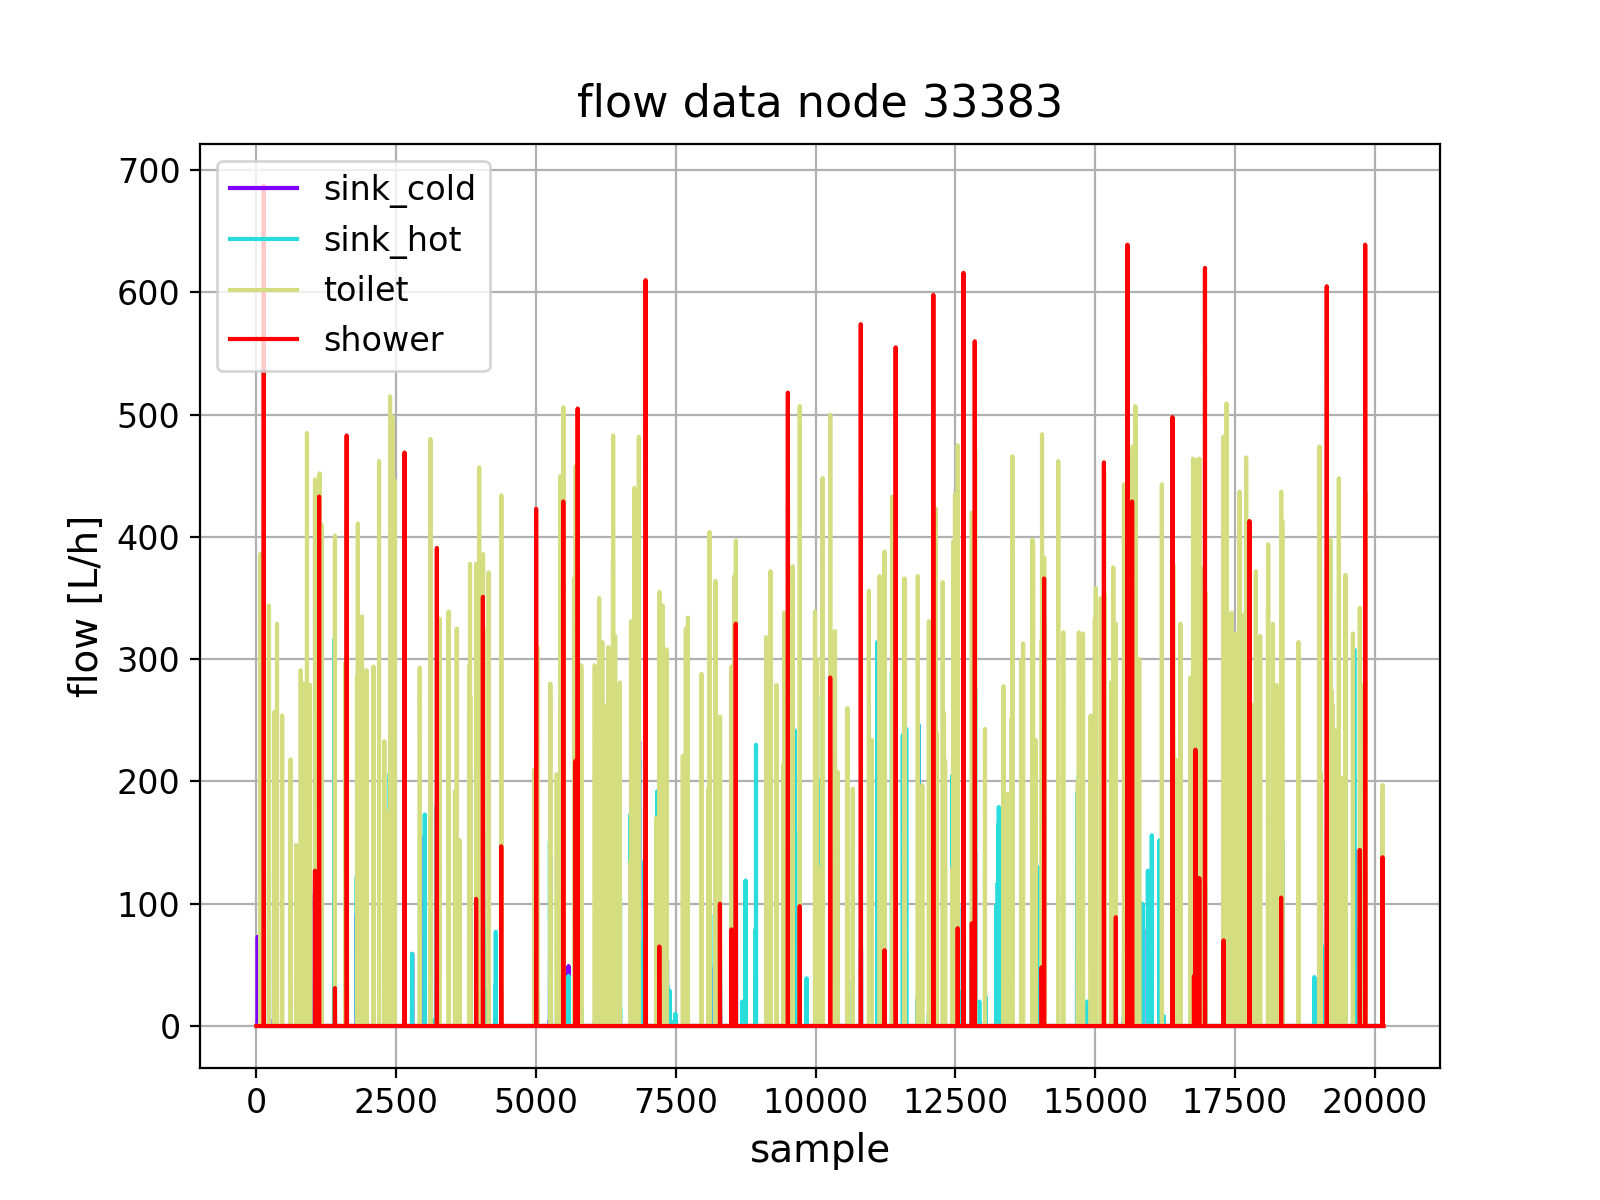 flow data node 33383
700
600
500
400
300
200
100
0
flow [L/h]
sink_cold
sink_hot
toilet
shower
0 2500 5000 7500 10000 12500 15000 17500 20000
sample